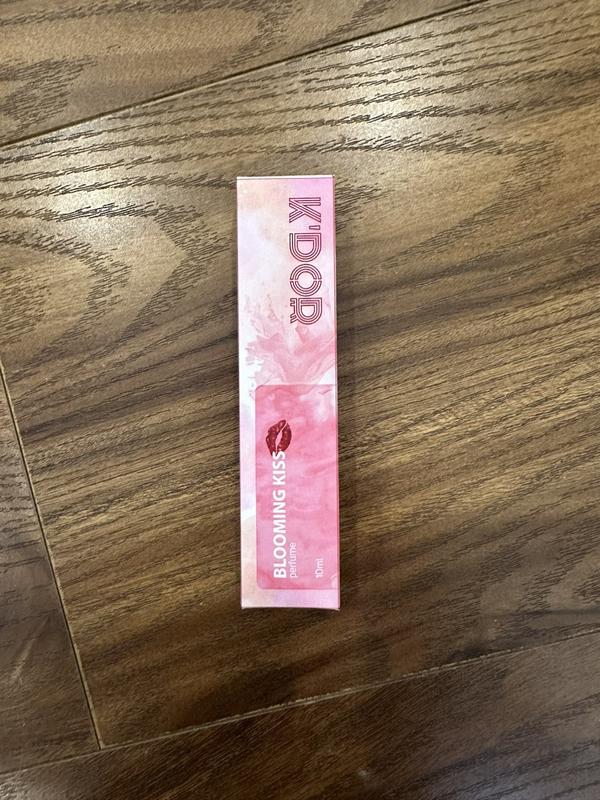 K'DOR
BLOOMING KISS
perfume
10ml